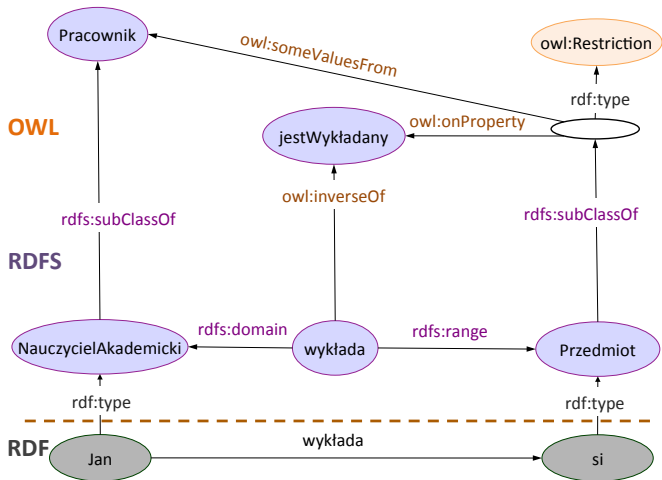 Pracownik
owl:someValuesFrom
owl:Restriction
rdf:type
OWL
jestWykładany
owl:onProperty
owl:inverseOf
rdfs:subClassOf
rdfs:subClassOf
RDFS
rdfs:domain
rdfs:range
NauczycielAkademicki
wykłada
Przedmiot
rdf:type
rdf:type
RDF
wykłada
Jan
si